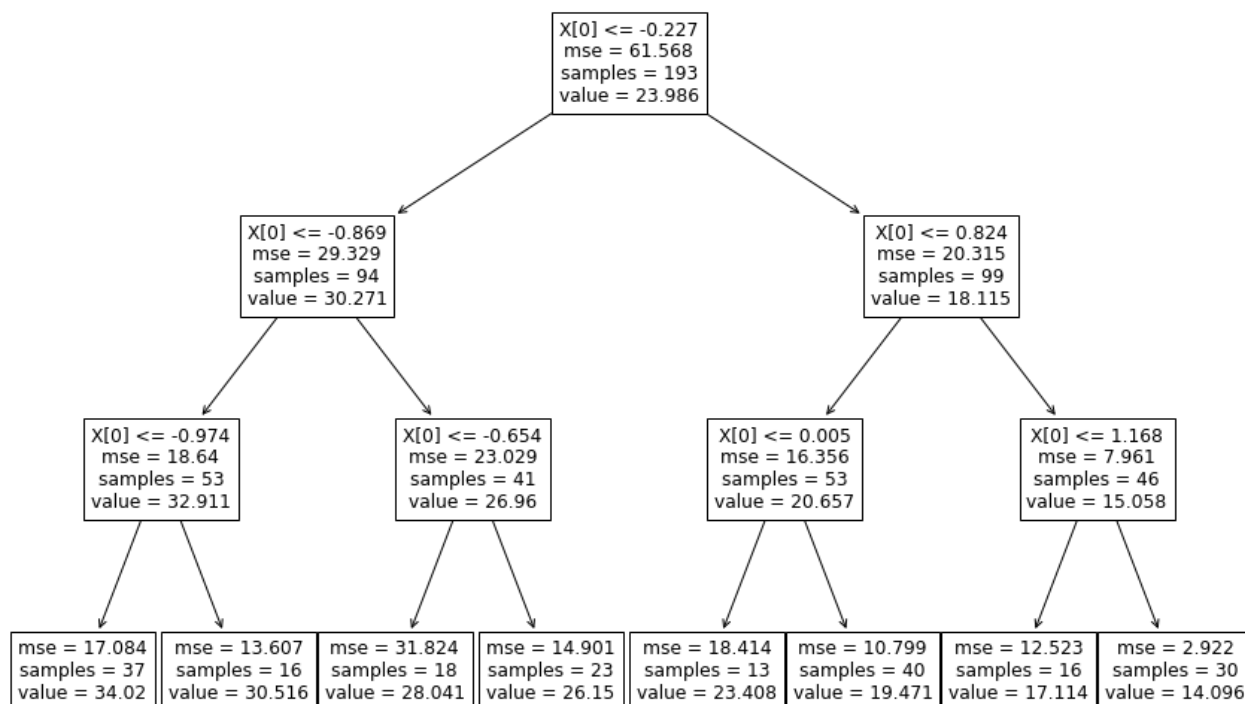 X[0] <= -0.227
mse = 61.568
samples = 193
value = 23.986
X[0] <= -0.869
mse = 29.329
samples = 94
value = 30.271
X[0] <= 0.824
mse = 20.315
samples = 99
value = 18.115
X[0] <= -0.974
mse = 18.64
samples = 53
value = 32.911
X[0] <= -0.654
mse = 23.029
samples = 41
value = 26.96
X[0] <= 0.005
mse = 16.356
samples = 53
value = 20.657
X[0] <= 1.168
mse = 7.961
samples = 46
value = 15.058
mse = 17.084
samples = 37
value = 34.02
mse = 13.607
samples = 16
value = 30.516
mse = 31.824
samples = 18
value = 28.041
mse = 14.901
samples = 23
value = 26.15
mse = 18.414
samples = 13
value = 23.408
mse = 10.799
samples = 40
value = 19.471
mse = 12.523
samples = 16
value = 17.114
mse = 2.922
samples = 30
value = 14.096